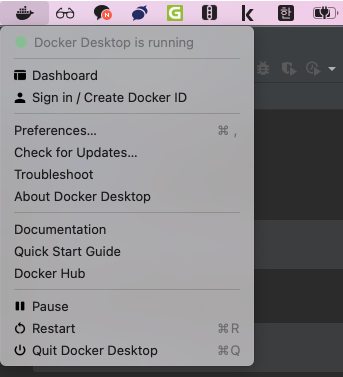 N
G
k
한
Docker Desktop is running
Dashboard
Sign in / Create Docker ID
Preferences... ⌘ ,
Check for Updates...
Troubleshoot
About Docker Desktop
Documentation
Quick Start Guide
Docker Hub
Pause
Restart ⌘R
Quit Docker Desktop ⌘Q